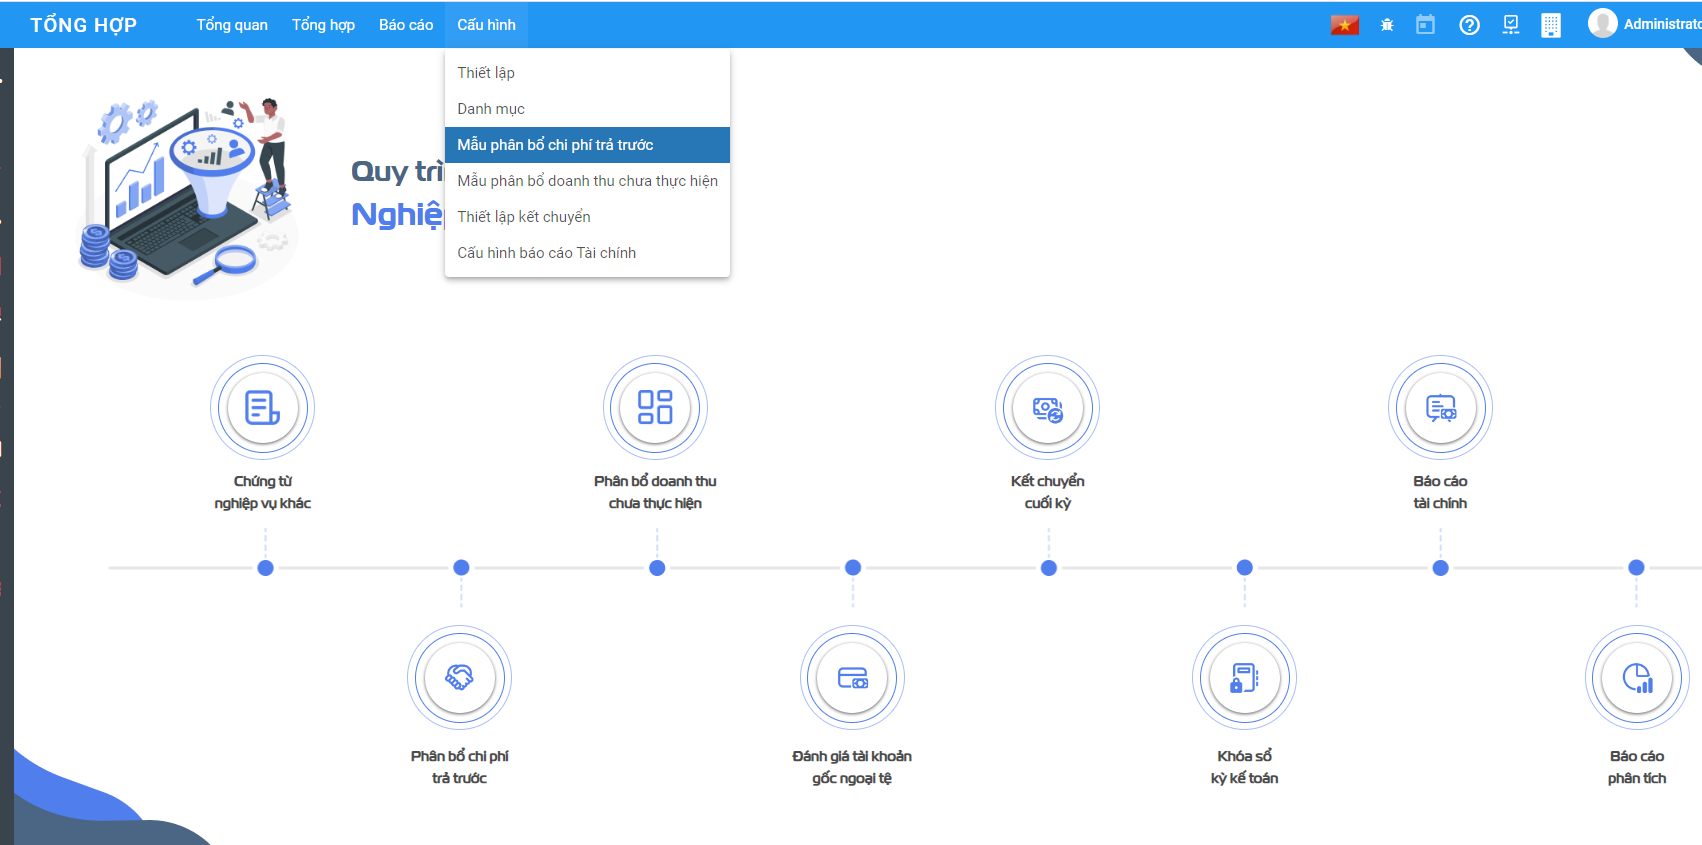 TỔNG HỢP
Tổng quan
Tổng hợp
Báo cáo
Cấu hình
Thiết lập
Danh mục
Mẫu phân bổ chi phí trả trước
Mẫu phân bổ doanh thu chưa thực hiện
Thiết lập kết chuyển
Cấu hình báo cáo Tài chính
Quy
Chứng từ
nghiệp vụ khác
Phân bổ doanh thu
chưa thực hiện
Kết chuyển
cuối kỳ
Báo cáo
tài chính
Phân bổ chi phí
trả trước
Đánh giá tài khoản
gốc ngoại tệ
Khóa sổ
kỳ kế toán
Báo cáo
phân tích